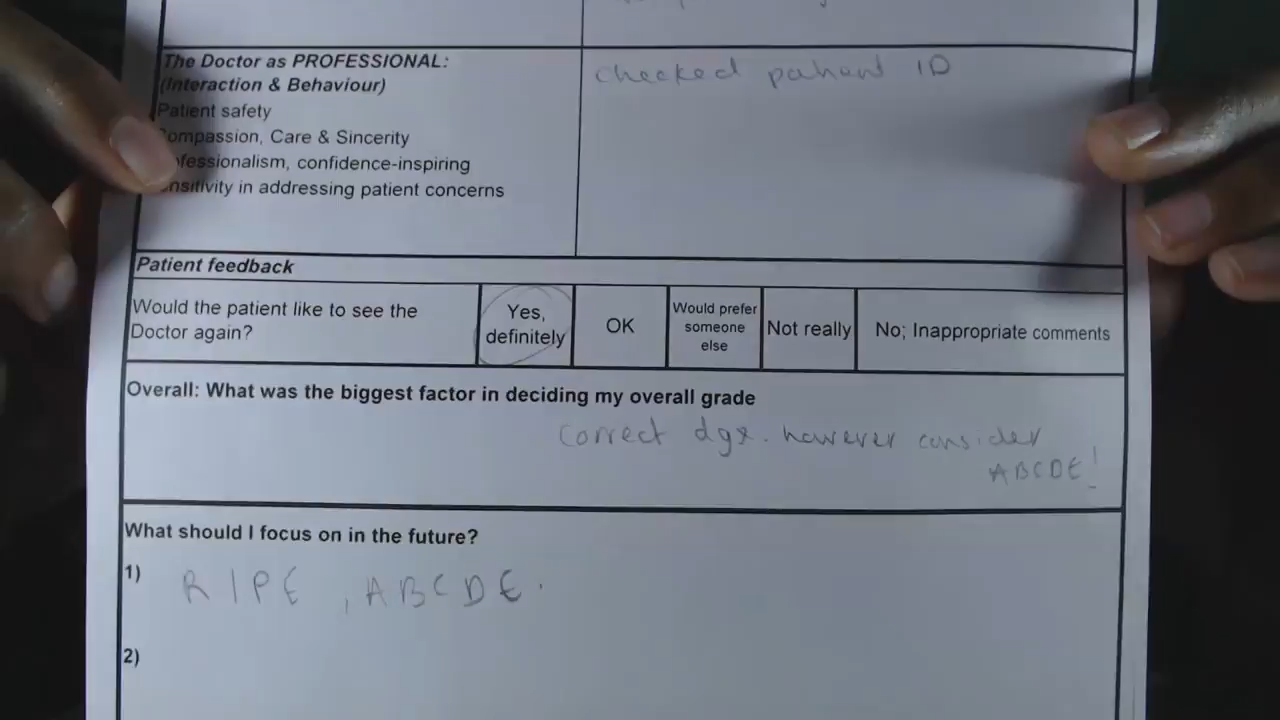 The Doctor as PROFESSIONAL:
(Interaction & Behaviour)
Patient safety
ompassion, Care & Sincerity
ofessionalism, confidence-inspiring
nsitivity in addressing patient concerns
checked patient ID
Patient feedback
Would the patient like to see the
Doctor again?
Yes,
definitely
OK
Would prefer
someone
else
Not really
No; Inappropriate comments
Overall: What was the biggest factor in deciding my overall grade
Correct dgx. however consider
ABCDE!
What should I focus on in the future?
1) RIPE, ABCDE.
2)